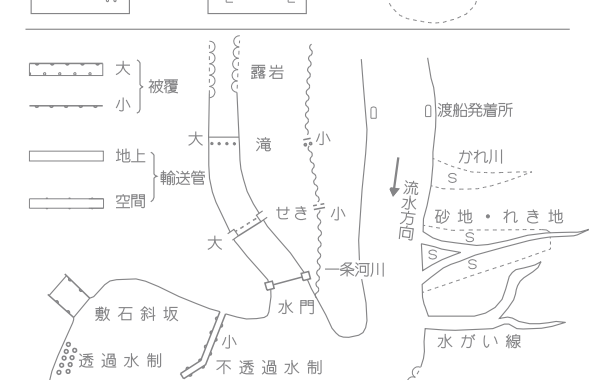 大
被覆
小
地上
輸送管
空間
露岩
大
滝
小
せき
小
大
一条河川
水門
渡船発着所
かれ川
S
流水方向
砂地・れき地
S
S
S
水がい線
敷石斜坂
小
透過水制
不透過水制